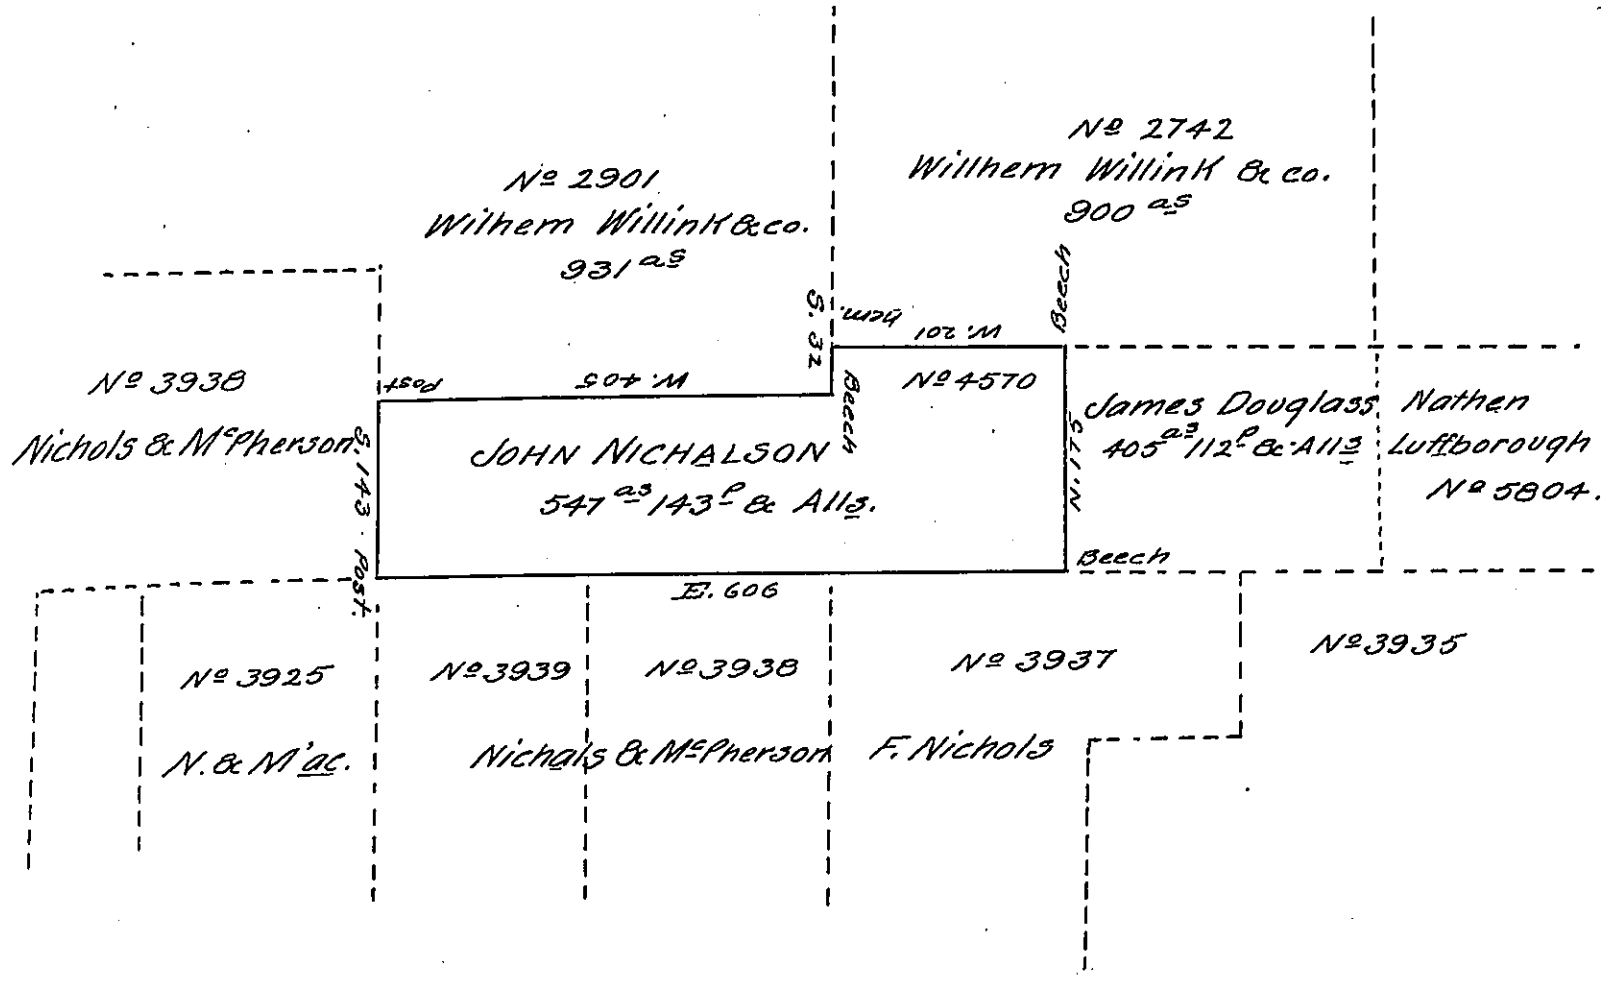 Nº 2742
Willhem Willink & co.
900 as
Nº 2901
Wilhem Willink & co.
931 as
Beech
S. 32
hem.
W. 201
Nº 3938
Nichols & McPherson
Post
W. 405
Beech
Nº 4570
JOHN NICHALSON
547 as 143 p & Alls.
S. 143
Post.
James Douglass
405 as 112 p & Alls
Nathen
Luffborough
Nº 5804.
Beech
E. 606
Nº 3925
N. & M'ac.
Nº 3939
Nº 3938
Nichals & McPherson
Nº 3937
F. Nichols
Nº 3935